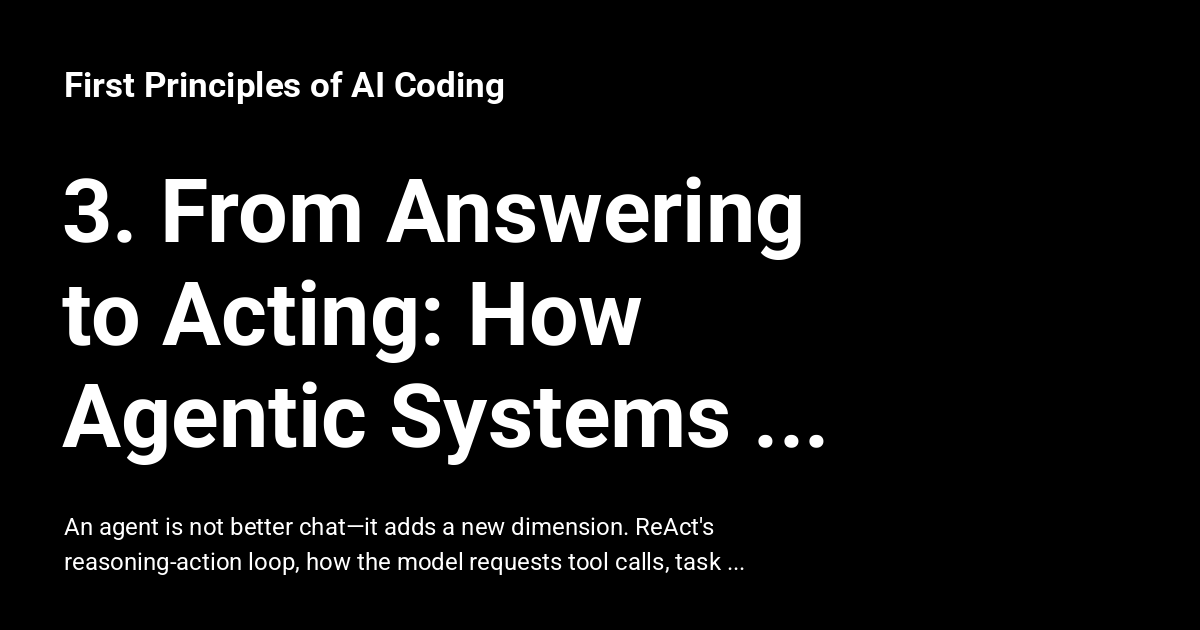 First Principles of AI Coding
3. From Answering
to Acting: How
Agentic Systems ...
An agent is not better chat—it adds a new dimension. ReAct's
reasoning-action loop, how the model requests tool calls, task ...